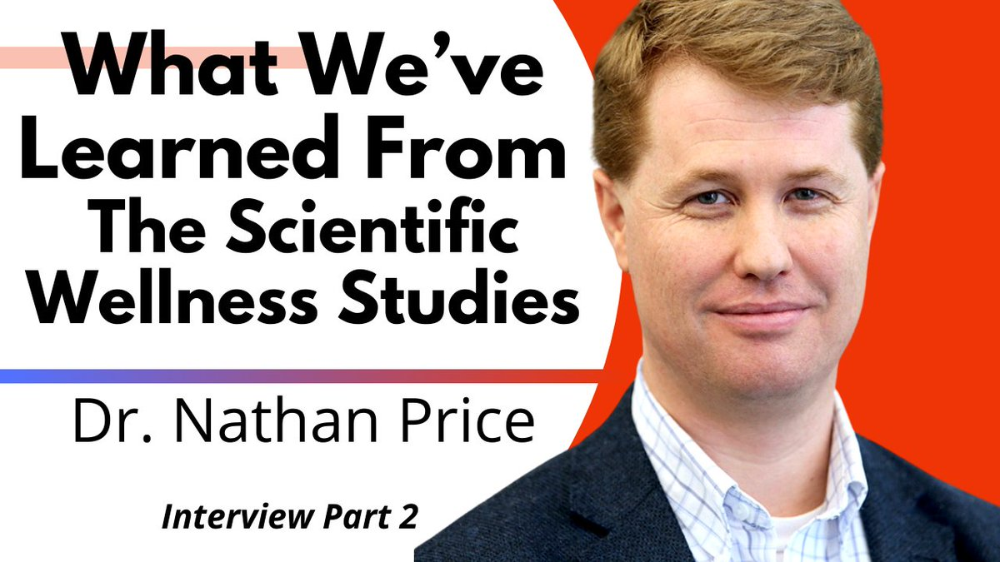 What We’ve
Learned From
The Scientific
Wellness Studies
Dr. Nathan Price
Interview Part 2